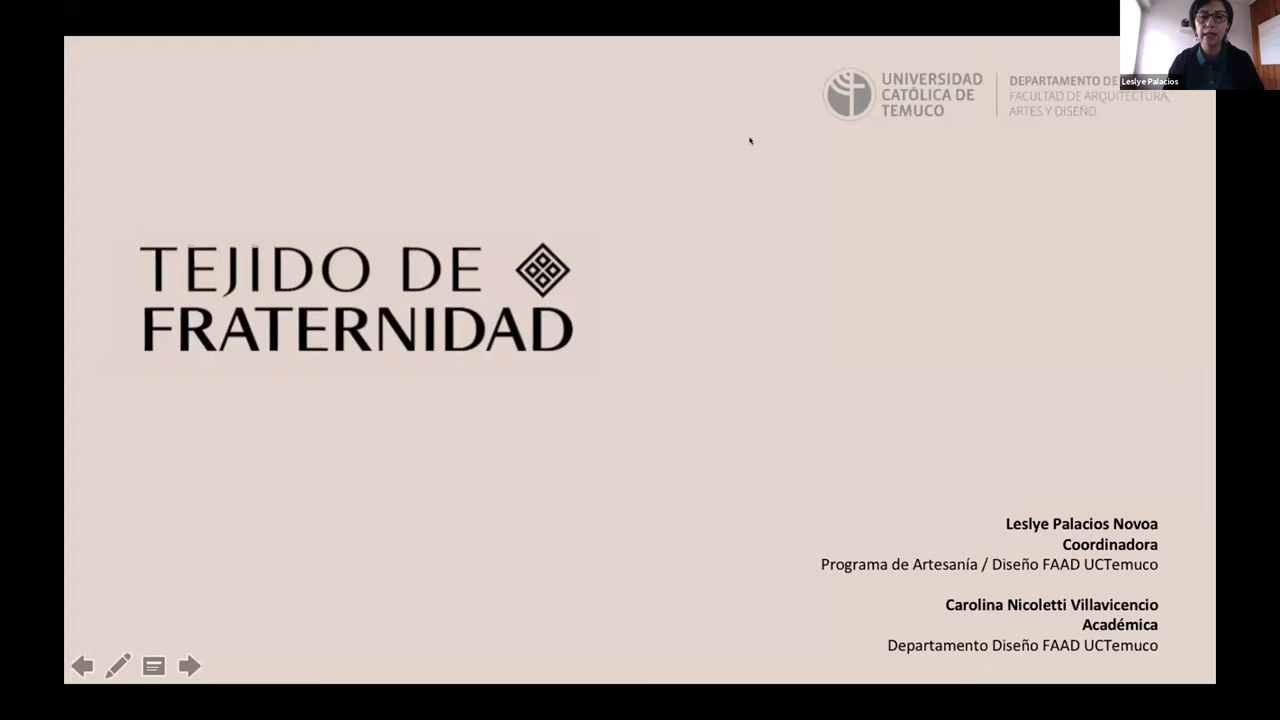 Leslye Palacios
UNIVERSIDAD
CATÓLICA DE
TEMUCO
DEPARTAMENTO DE
FACULTAD DE ARQUITECTURA,
ARTES Y DISEÑO
TEJIDO DE
FRATERNIDAD
Leslye Palacios Novoa
Coordinadora
Programa de Artesanía / Diseño FAAD UCTemuco
Carolina Nicoletti Villavicencio
Académica
Departamento Diseño FAAD UCTemuco